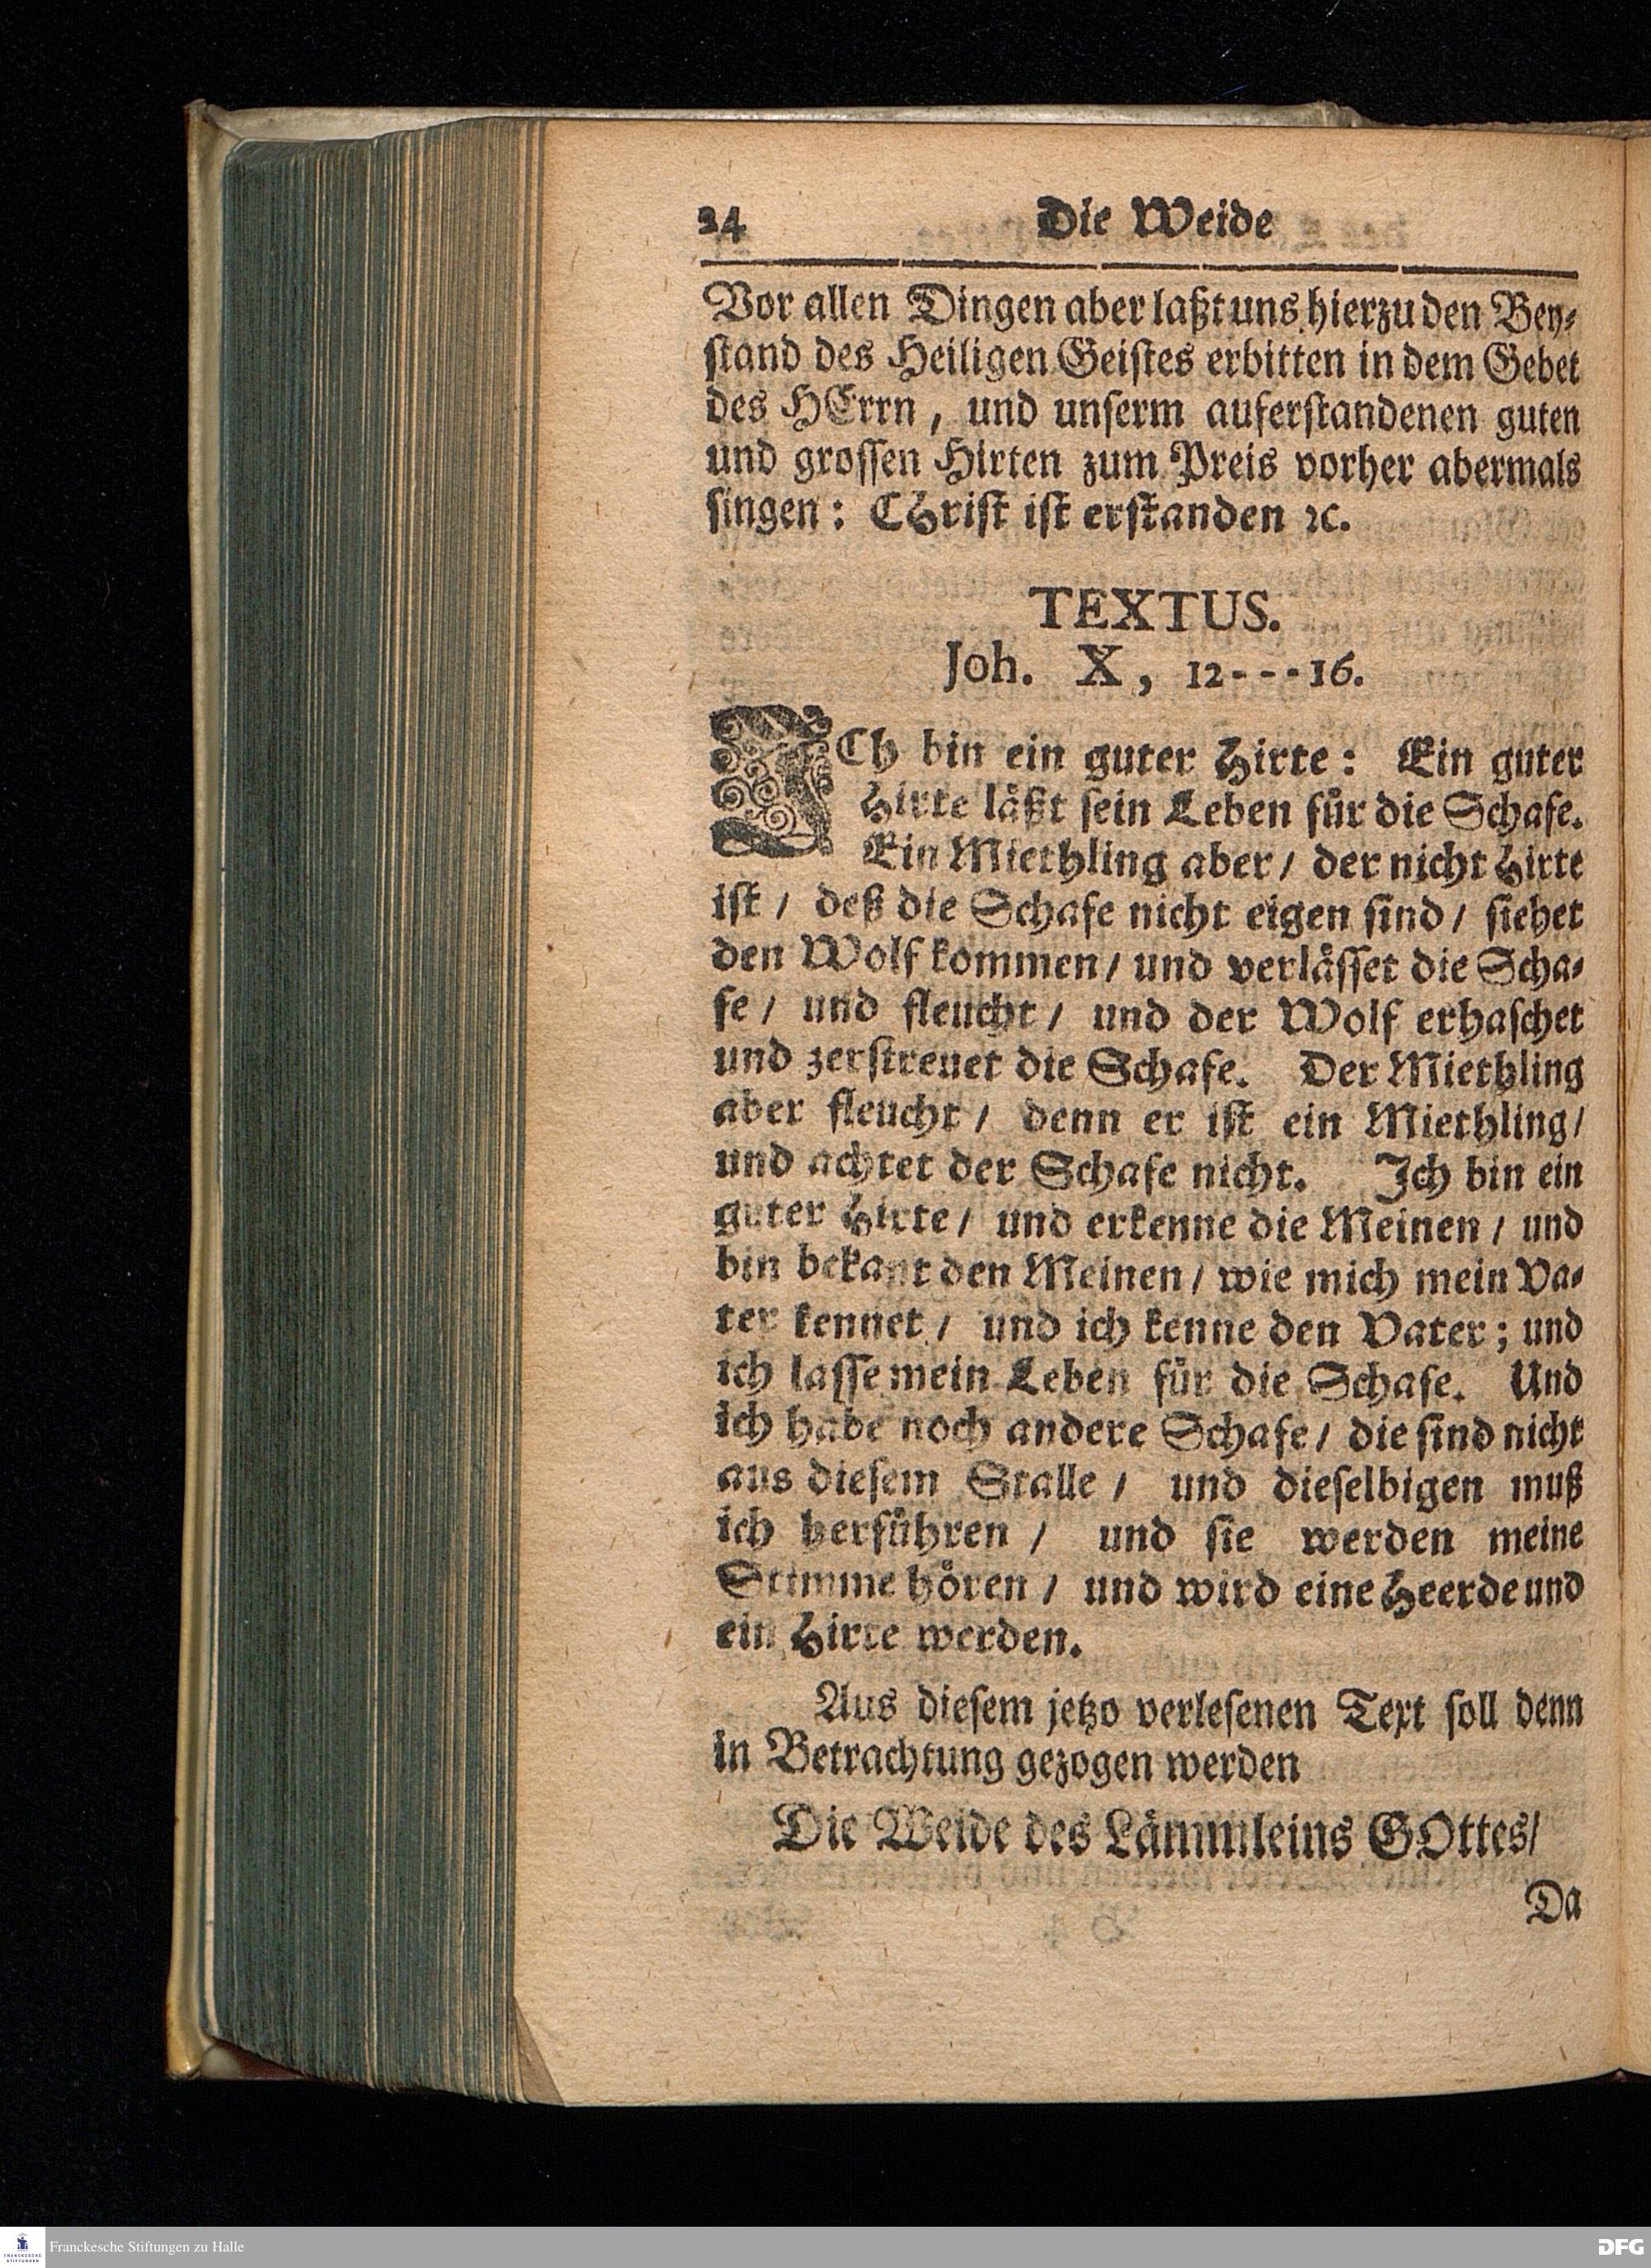 24 Die Weide
Vor allen Dingen aber laßt uns hierzu den Bey-
stand des Heiligen Geistes erbitten in dem Gebet
des HErrn, und unserm auferstandenen guten
und grossen Hirten zum Preis vorher abermals
singen: CHrist ist erstanden ꝛc.
TEXTUS.
Joh. X, 12---16.
ICh bin ein guter Hirte: Ein guter
Hirte läßt sein Leben für die Schafe.
Ein Miethling aber/ der nicht Hirte
ist/ deß die Schafe nicht eigen sind/ siehet
den Wolf kommen/ und verlässet die Scha-
fe/ und fleucht/ und der Wolf erhaschet
und zerstreuet die Schafe. Der Miethling
aber fleucht/ denn er ist ein Miethling/
und achtet der Schafe nicht. Ich bin ein
guter Hirte/ und erkenne die Meinen/ und
bin bekant den Meinen/ wie mich mein Va-
ter kennet/ und ich kenne den Vater; und
ich lasse mein Leben für die Schafe. Und
ich habe noch andere Schafe/ die sind nicht
aus diesem Stalle/ und dieselbigen muß
ich herführen/ und sie werden meine
Stimme hören/ und wird eine Heerde und
ein Hirte werden.
Aus diesem jetzo verlesenen Text soll denn
in Betrachtung gezogen werden
Die Weide des Lämmleins GOttes/
Da
FRANCKESCHE STIFTUNGEN
Franckesche Stiftungen zu Halle
DFG